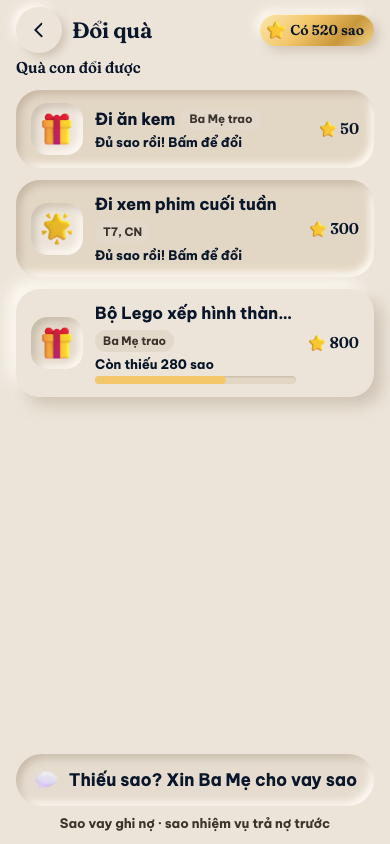 Đổi quà
Có 520 sao
Quà con đổi được
Đi ăn kem
Ba Mẹ trao
Đủ sao rồi! Bấm để đổi
50
Đi xem phim cuối tuần
T7, CN
Đủ sao rồi! Bấm để đổi
300
Bộ Lego xếp hình thàn...
Ba Mẹ trao
Còn thiếu 280 sao
800
Thiếu sao? Xin Ba Mẹ cho vay sao
Sao vay ghi nợ · sao nhiệm vụ trả nợ trước